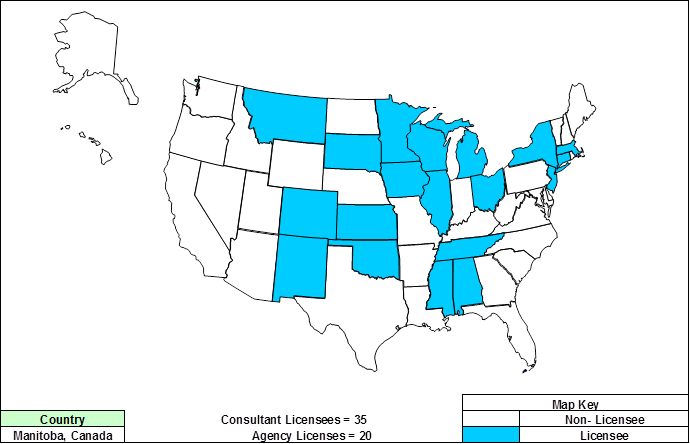 Map Key
Country
Consultant Licensees = 35
Non- Licensee
Manitoba, Canada
Agency Licenses = 20
Licensee